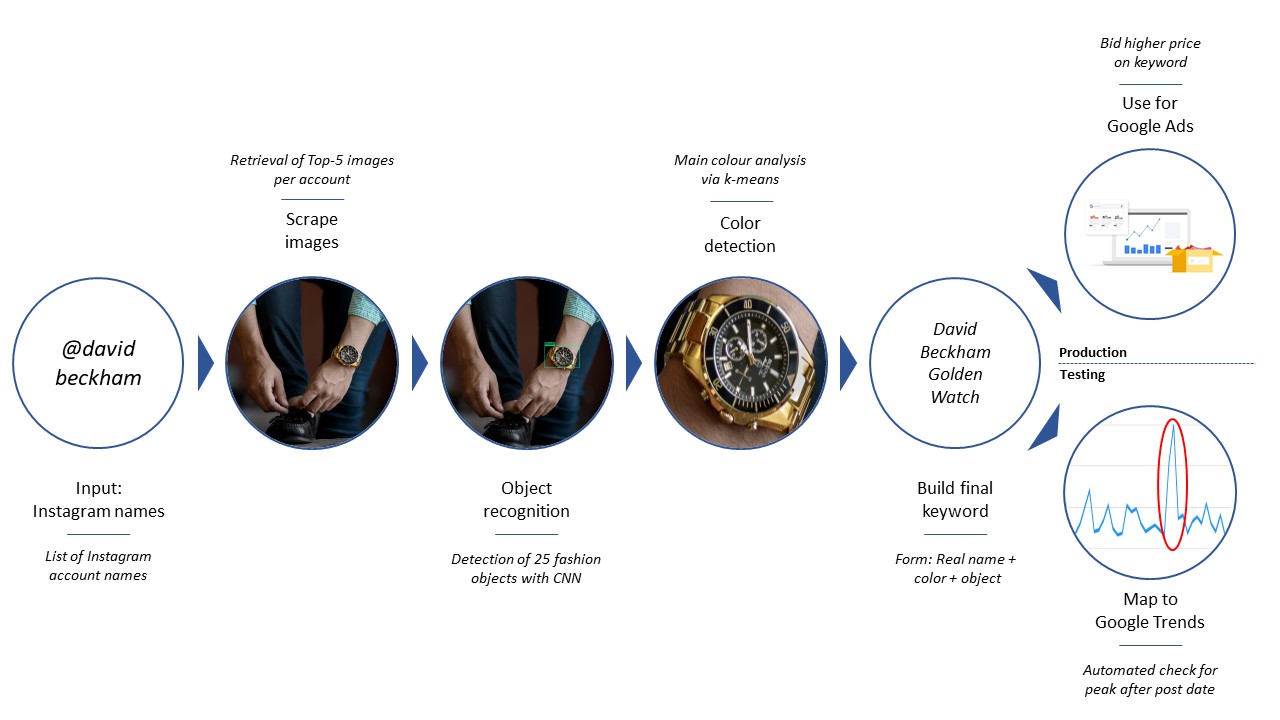 @david
beckham
Input:
Instagram names
List of Instagram
account names
Retrieval of Top-5 images
per account
Scrape
images
Object
recognition
Detection of 25 fashion
objects with CNN
Main colour analysis
via k-means
Color
detection
David
Beckham
Golden
Watch
Build final
keyword
Form: Real name +
color + object
Bid higher price
on keyword
Use for
Google Ads
Production
Testing
Map to
Google Trends
Automated check for
peak after post date